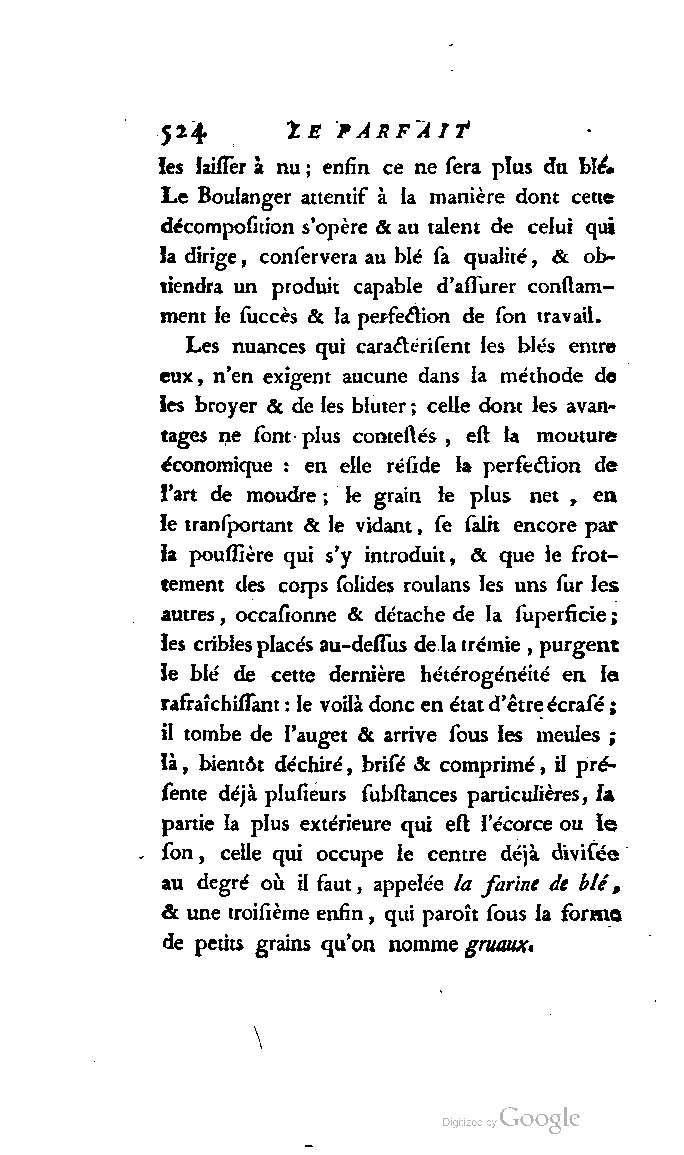 524 LE PARFAIT
les laiſſer à nu ; enfin ce ne ſera plus du blé.
Le Boulanger attentif à la manière dont cette
décompoſition s'opère & au talent de celui qui
la dirige, conſervera au blé ſa qualité, & ob-
tiendra un produit capable d'aſſurer conſtam-
ment le ſuccès & la perfection de ſon travail.
Les nuances qui caractériſent les blés entre
eux, n'en exigent aucune dans la méthode de
les broyer & de les bluter ; celle dont les avan-
tages ne ſont plus conteſtés , eſt la mouture
économique : en elle réſide la perfection de
l'art de moudre ; le grain le plus net , en
le tranſportant & le vidant, ſe ſalit encore par
la pouſſière qui s'y introduit, & que le frot-
tement des corps ſolides roulans les uns ſur les
autres, occaſionne & détache de la ſuperficie ;
les cribles placés au-deſſus de la trémie , purgent
le blé de cette dernière hétérogénéité en le
rafraîchiſſant : le voilà donc en état d'être écraſé ;
il tombe de l'auget & arrive ſous les meules ;
là, bientôt déchiré, briſé & comprimé, il pré-
ſente déjà pluſieurs ſubſtances particulières, la
partie la plus extérieure qui eſt l'écorce ou le
ſon, celle qui occupe le centre déjà diviſée
au degré où il faut, appelée la farine de blé,
& une troiſième enfin, qui paroît ſous la forme
de petits grains qu'on nomme gruaux.
Digitized by Google